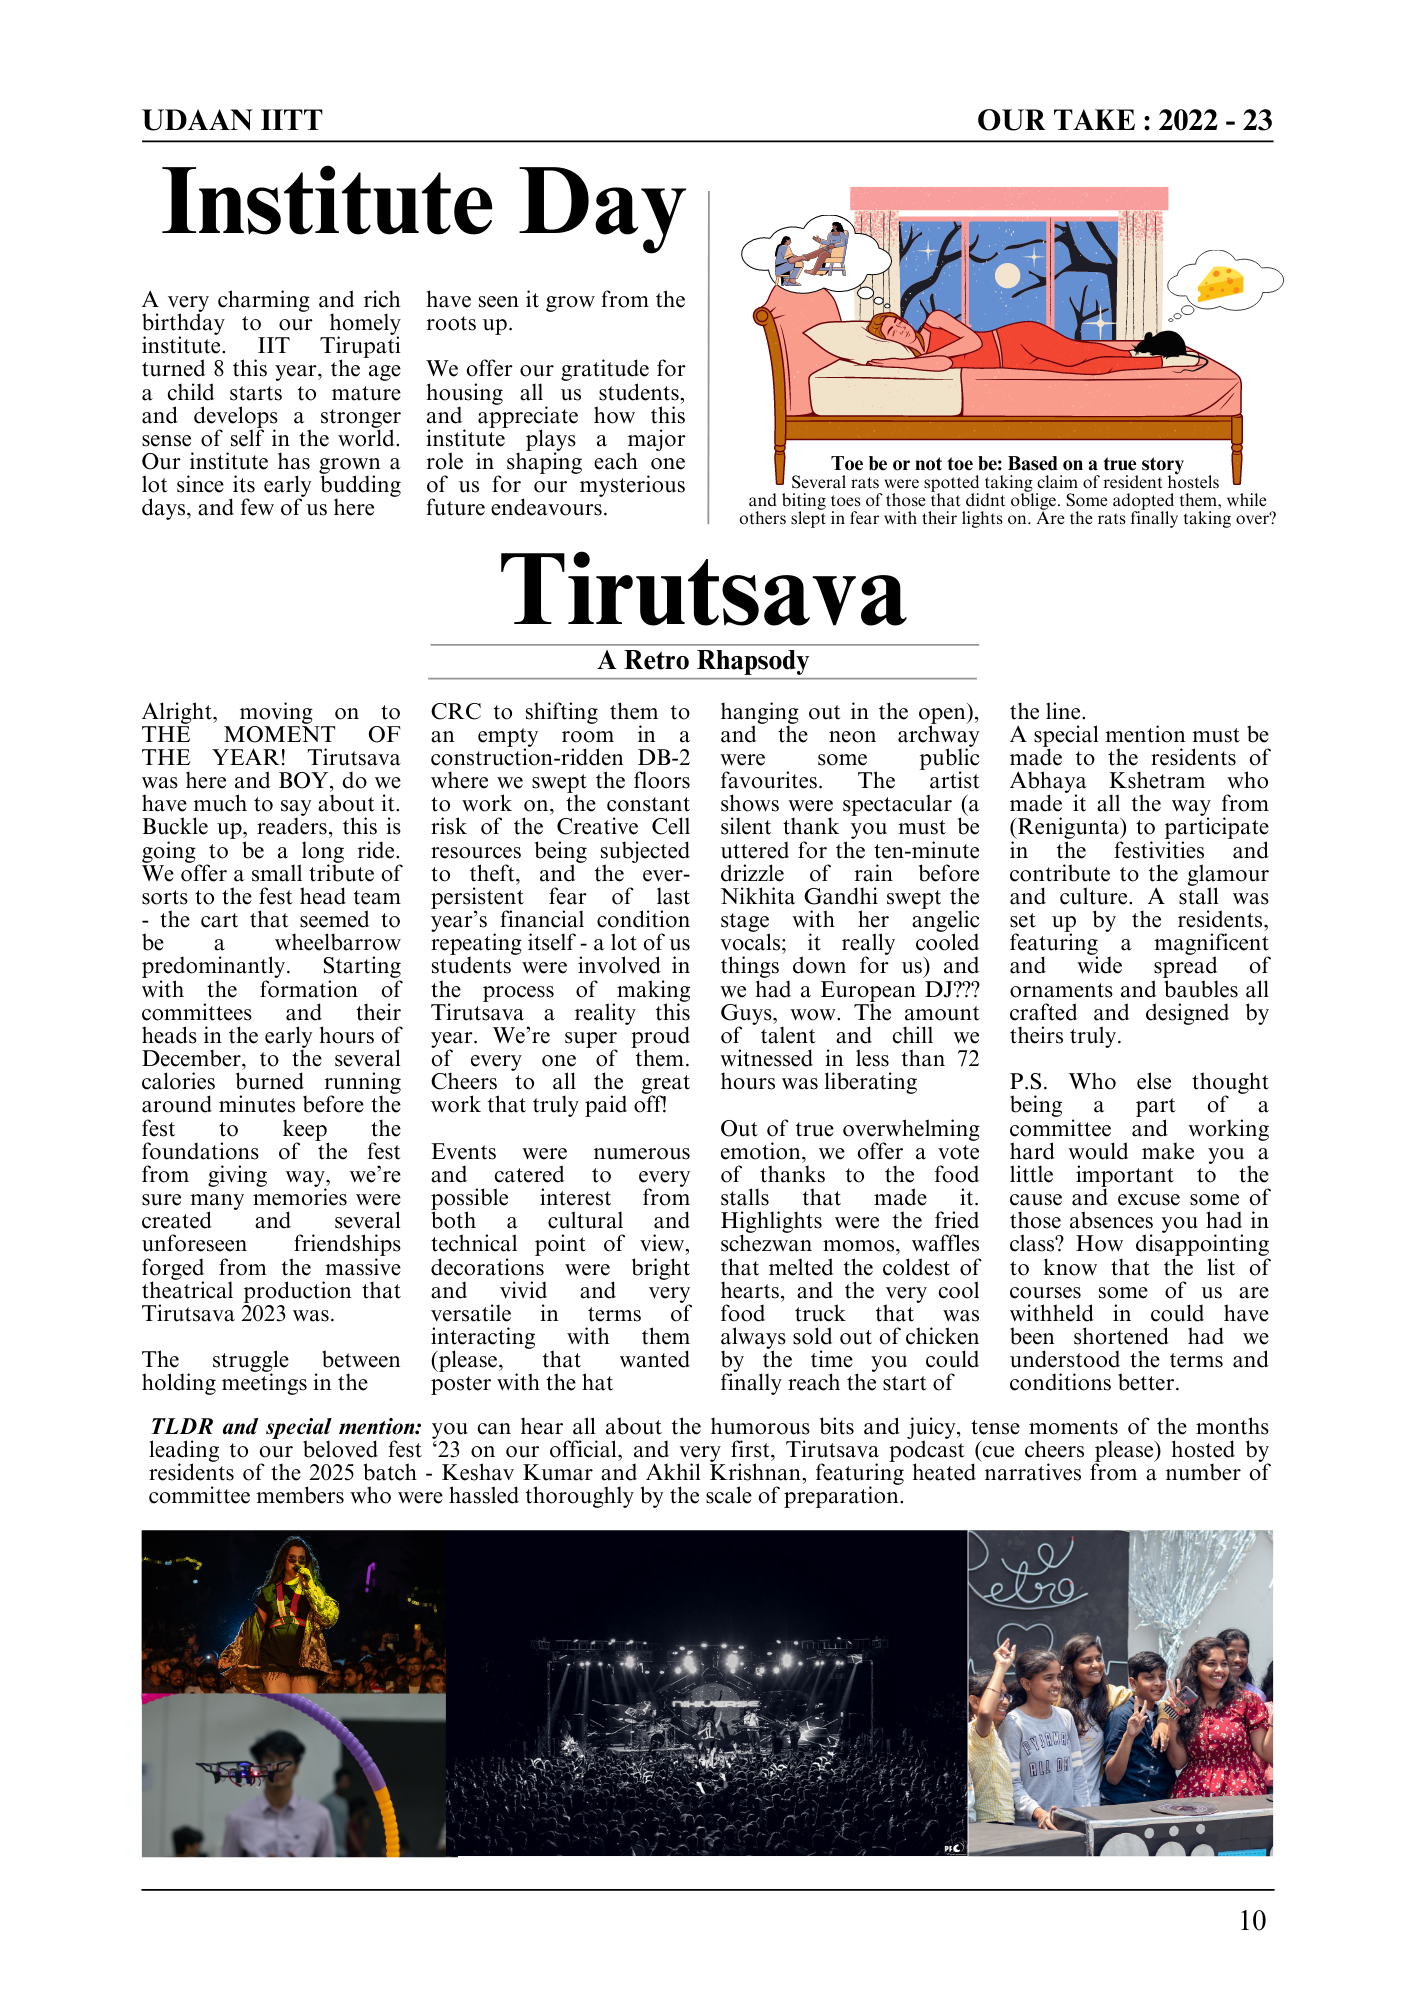 UDAAN IITT
OUR TAKE : 2022 - 23
Institute Day
A very charming and rich
birthday to our homely
institute. IIT Tirupati
turned 8 this year, the age
a child starts to mature
and develops a stronger
sense of self in the world.
Our institute has grown a
lot since its early budding
days, and few of us here
have seen it grow from the
roots up.
We offer our gratitude for
housing all us students,
and appreciate how this
institute plays a major
role in shaping each one
of us for our mysterious
future endeavours.
Toe be or not toe be: Based on a true story
Several rats were spotted taking claim of resident hostels
and biting toes of those that didnt oblige. Some adopted them, while
others slept in fear with their lights on. Are the rats finally taking over?
Tirutsava
A Retro Rhapsody
Alright, moving on to
THE MOMENT OF
THE YEAR! Tirutsava
was here and BOY, do we
have much to say about it.
Buckle up, readers, this is
going to be a long ride.
We offer a small tribute of
sorts to the fest head team
- the cart that seemed to
be a wheelbarrow
predominantly. Starting
with the formation of
committees and their
heads in the early hours of
December, to the several
calories burned running
around minutes before the
fest to keep the
foundations of the fest
from giving way, we're
sure many memories were
created and several
unforeseen friendships
forged from the massive
theatrical production that
Tirutsava 2023 was.
The struggle between
holding meetings in the
CRC to shifting them to
an empty room in a
construction-ridden DB-2
where we swept the floors
to work on, the constant
risk of the Creative Cell
resources being subjected
to theft, and the ever-
persistent fear of last
year's financial condition
repeating itself - a lot of us
students were involved in
the process of making
Tirutsava a reality this
year. We're super proud
of every one of them.
Cheers to all the great
work that truly paid off!
Events were numerous
and catered to every
possible interest from
both a cultural and
technical point of view,
decorations were bright
and vivid and very
versatile in terms of
interacting with them
(please, that wanted
poster with the hat
hanging out in the open),
and the neon archway
were some public
favourites. The artist
shows were spectacular (a
silent thank you must be
uttered for the ten-minute
drizzle of rain before
Nikhita Gandhi swept the
stage with her angelic
vocals; it really cooled
things down for us) and
we had a European DJ???
Guys, wow. The amount
of talent and chill we
witnessed in less than 72
hours was liberating
Out of true overwhelming
emotion, we offer a vote
of thanks to the food
stalls that made it.
Highlights were the fried
schezwan momos, waffles
that melted the coldest of
hearts, and the very cool
food truck that was
always sold out of chicken
by the time you could
finally reach the start of
the line.
A special mention must be
made to the residents of
Abhaya Kshetram who
made it all the way from
(Renigunta) to participate
in the festivities and
contribute to the glamour
and culture. A stall was
set up by the residents,
featuring a magnificent
and wide spread of
ornaments and baubles all
crafted and designed by
theirs truly.
P.S. Who else thought
being a part of a
committee and working
hard would make you a
little important to the
cause and excuse some of
those absences you had in
class? How disappointing
to know that the list of
courses some of us are
withheld in could have
been shortened had we
understood the terms and
conditions better.
TLDR and special mention: you can hear all about the humorous bits and juicy, tense moments of the months
leading to our beloved fest ‘23 on our official, and very first, Tirutsava podcast (cue cheers please) hosted by
residents of the 2025 batch - Keshav Kumar and Akhil Krishnan, featuring heated narratives from a number of
committee members who were hassled thoroughly by the scale of preparation.
NIKIVERSE
Retro
PFC
10